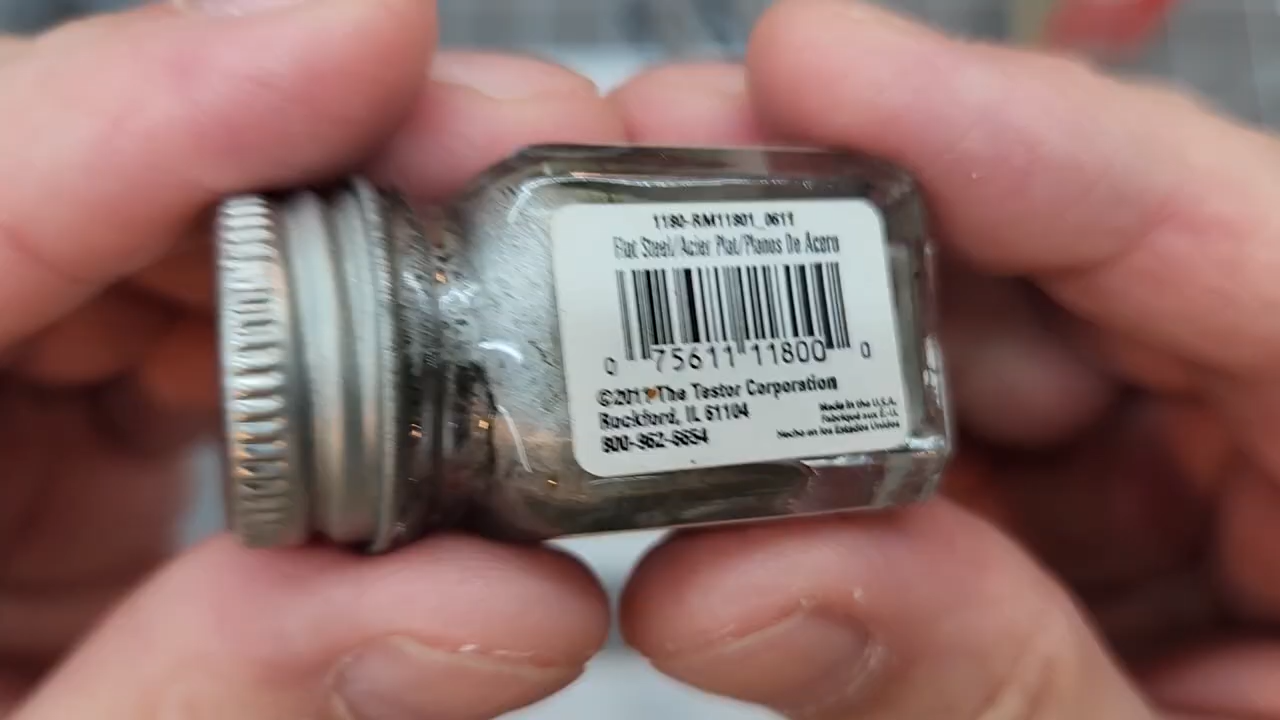 1180-RM11801_0611
Flat Steel/Acier Plat/Planos De Acero
0 75611 11800 0
©2011 The Testor Corporation
Rockford, IL 61104
800-962-6654
Made in the U.S.A.
Fabriqué aux É.-U.
Hecho en los Estados Unidos